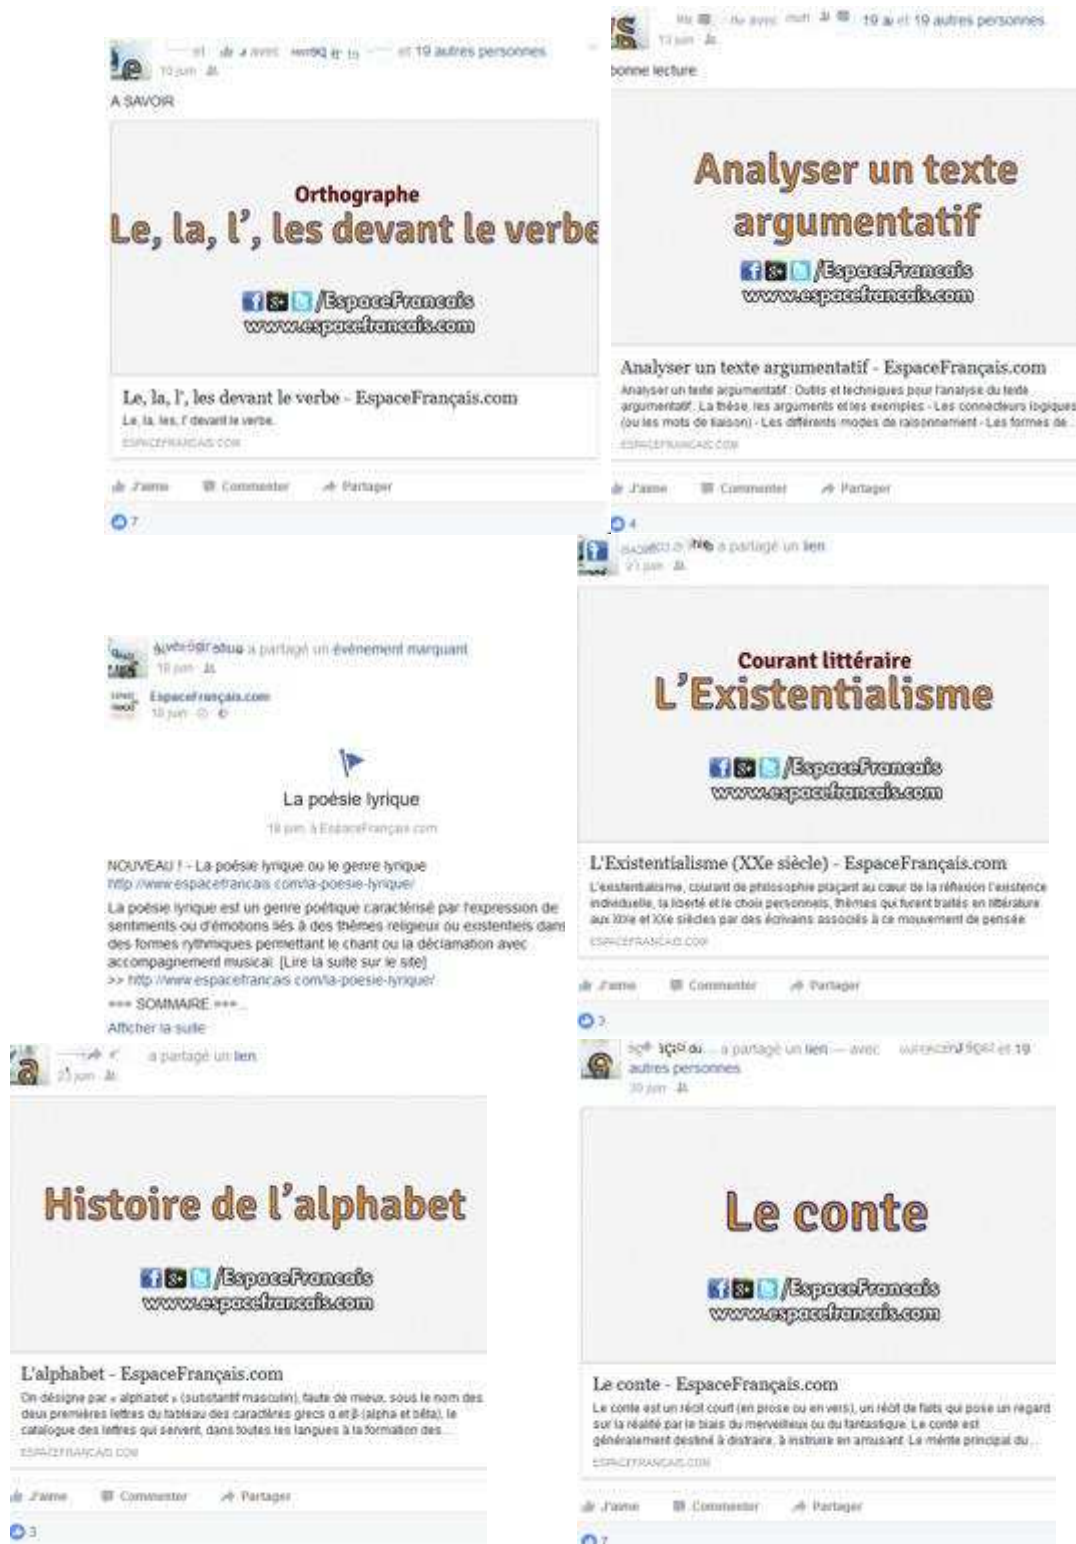 et 19 autres personnes
A SAVOIR
Orthographe
Le, la, l', les devant le verbe
/EspaceFrancais
www.espacefrancais.com
Le, la, l', les devant le verbe - EspaceFrançais.com
Le, la, les, l' devant le verbe.
ESPACEFRANCAIS.COM
J'aime Commenter Partager
7
et 19 autres personnes
bonne lecture
Analyser un texte
argumentatif
/EspaceFrancais
www.espacefrancais.com
Analyser un texte argumentatif - EspaceFrançais.com
Analyser un texte argumentatif : Outils et techniques pour l'analyse du texte
argumentatif. La thèse, les arguments et les exemples - Les connecteurs logiques
(ou les mots de liaison) - Les différents modes de raisonnement - Les formes de...
ESPACEFRANCAIS.COM
J'aime Commenter Partager
4
a partagé un événement marquant
18 juin
EspaceFrançais.com
18 juin
La poésie lyrique
18 juin, à EspaceFrançais.com
NOUVEAU ! - La poésie lyrique ou le genre lyrique
http://www.espacefrancais.com/la-poesie-lyrique/
La poésie lyrique est un genre poétique caractérisé par l'expression de
sentiments ou d'émotions liés à des thèmes religieux ou existentiels dans
des formes rythmiques permettant le chant ou la déclamation avec
accompagnement musical. [Lire la suite sur le site]
>> http://www.espacefrancais.com/la-poesie-lyrique/
=== SOMMAIRE ===...
Afficher la suite
a partagé un lien
Courant littéraire
L'Existentialisme
/EspaceFrancais
www.espacefrancais.com
L'Existentialisme (XXe siècle) - EspaceFrançais.com
L'existentialisme, courant de philosophie plaçant au cœur de la réflexion l'existence
individuelle, la liberté et le choix personnels, thèmes qui furent traités en littérature
aux XIXe et XXe siècles par des écrivains associés à ce mouvement de pensée.
ESPACEFRANCAIS.COM
J'aime Commenter Partager
3
a partagé un lien
Histoire de l'alphabet
/EspaceFrancais
www.espacefrancais.com
L'alphabet - EspaceFrançais.com
On désigne par « alphabet » (substantif masculin), faute de mieux, sous le nom des
deux premières lettres du tableau des caractères grecs α et β (alpha et bêta), le
catalogue des lettres qui servent, dans toutes les langues à la formation des...
ESPACEFRANCAIS.COM
J'aime Commenter Partager
3
a partagé un lien — avec et 19
autres personnes
Le conte
/EspaceFrancais
www.espacefrancais.com
Le conte - EspaceFrançais.com
Le conte est un récit court (en prose ou en vers), un récit de faits qui pose un regard
sur la réalité par le biais du merveilleux ou du fantastique. Le conte est
généralement destiné à distraire, à instruire en amusant. Le mérite principal du...
ESPACEFRANCAIS.COM
J'aime Commenter Partager
7